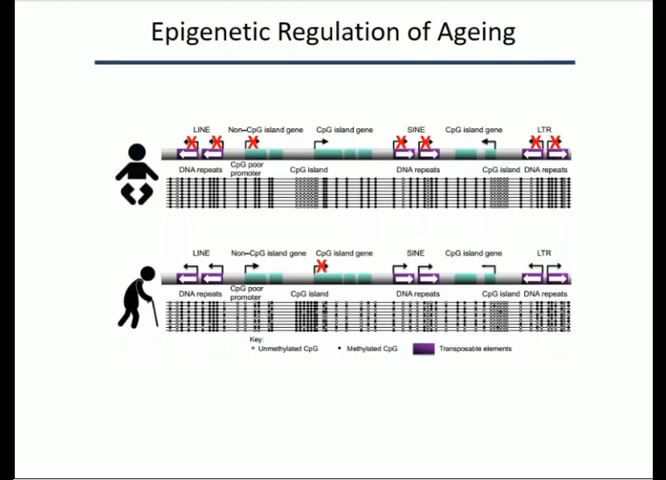 Epigenetic Regulation of Ageing
LINE Non–CpG island gene CpG island gene SINE CpG island gene LTR
DNA repeats CpG poor promoter CpG island DNA repeats CpG island DNA repeats
LINE Non–CpG island gene CpG island gene SINE CpG island gene LTR
DNA repeats CpG poor promoter CpG island DNA repeats CpG island DNA repeats
Key:
Unmethylated CpG Methylated CpG Transposable elements